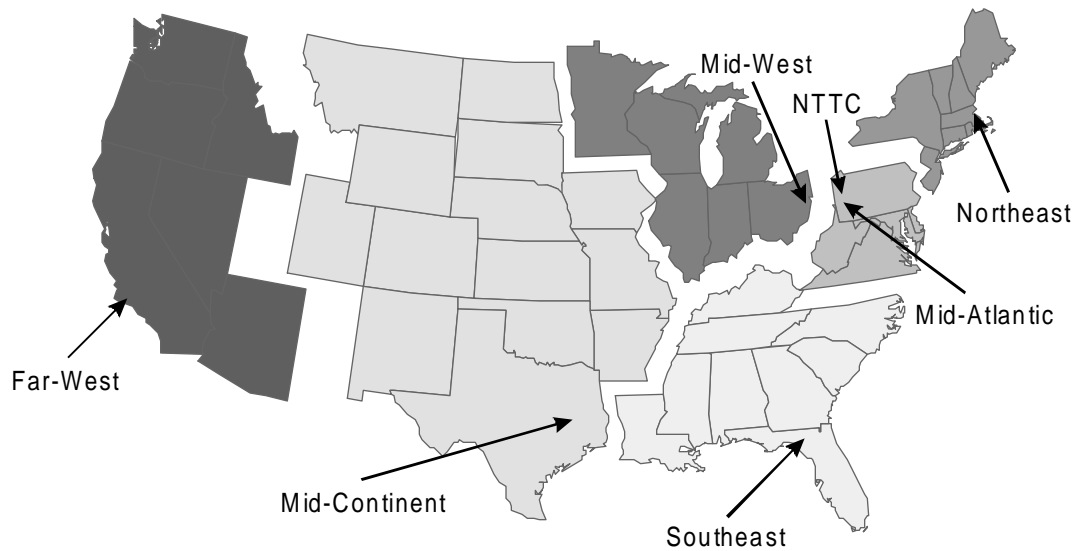 Mid-West
NTTC
Northeast
Mid-Atlantic
Far-West
Mid-Continent
Southeast